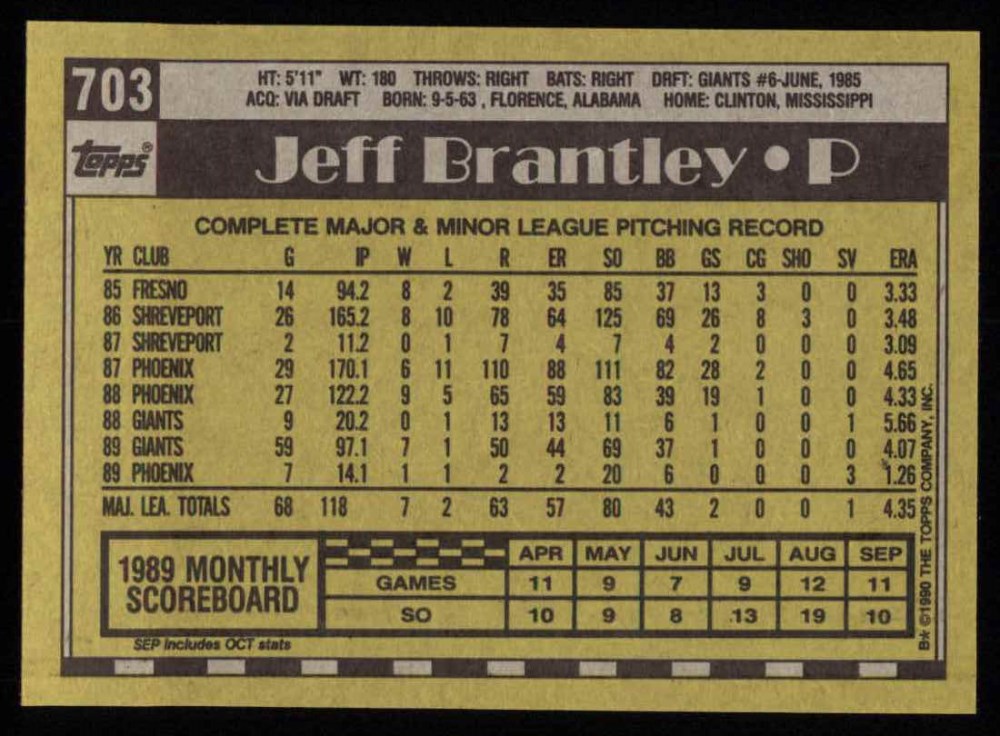 703
HT: 5'11" WT: 180 THROWS: RIGHT BATS: RIGHT DRFT: GIANTS #6-JUNE, 1985
ACQ: VIA DRAFT BORN: 9-5-63 , FLORENCE, ALABAMA HOME: CLINTON, MISSISSIPPI
topps®
Jeff Brantley • P
COMPLETE MAJOR & MINOR LEAGUE PITCHING RECORD
YR CLUB G IP W L R ER SO BB GS CG SHO SV ERA
85 FRESNO 14 94.2 8 2 39 35 85 37 13 3 0 0 3.33
86 SHREVEPORT 26 165.2 8 10 78 64 125 69 26 8 3 0 3.48
87 SHREVEPORT 2 11.2 0 1 7 4 7 4 2 0 0 0 3.09
87 PHOENIX 29 170.1 6 11 110 88 111 82 28 2 0 0 4.65
88 PHOENIX 27 122.2 9 5 65 59 83 39 19 1 0 0 4.33
88 GIANTS 9 20.2 0 1 13 13 11 6 1 0 0 1 5.66
89 GIANTS 59 97.1 7 1 50 44 69 37 1 0 0 0 4.07
89 PHOENIX 7 14.1 1 1 2 2 20 6 0 0 0 3 1.26
MAJ. LEA. TOTALS 68 118 7 2 63 57 80 43 2 0 0 1 4.35
1989 MONTHLY
SCOREBOARD
APR MAY JUN JUL AUG SEP
GAMES 11 9 7 9 12 11
SO 10 9 8 13 19 10
SEP includes OCT stats
B* ©1990 THE TOPPS COMPANY, INC.